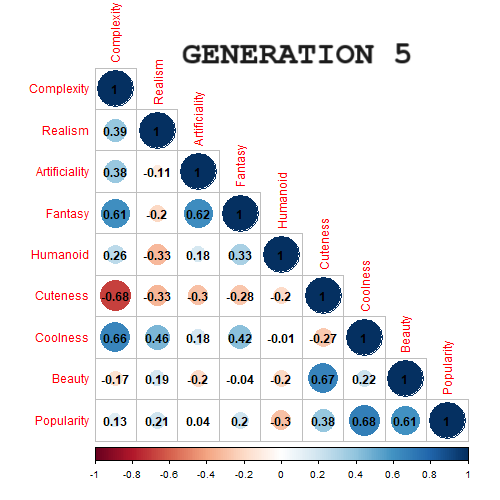 GENERATION 5
Complexity
Realism
Artificiality
Fantasy
Humanoid
Cuteness
Coolness
Beauty
Popularity
Complexity 1
Realism 0.39 1
Artificiality 0.38 -0.11 1
Fantasy 0.61 -0.2 0.62 1
Humanoid 0.26 -0.33 0.18 0.33 1
Cuteness -0.68 -0.33 -0.3 -0.28 -0.2 1
Coolness 0.66 0.46 0.18 0.42 -0.01 -0.27 1
Beauty -0.17 0.19 -0.2 -0.04 -0.2 0.67 0.22 1
Popularity 0.13 0.21 0.04 0.2 -0.3 0.38 0.68 0.61 1
-1 -0.8 -0.6 -0.4 -0.2 0 0.2 0.4 0.6 0.8 1